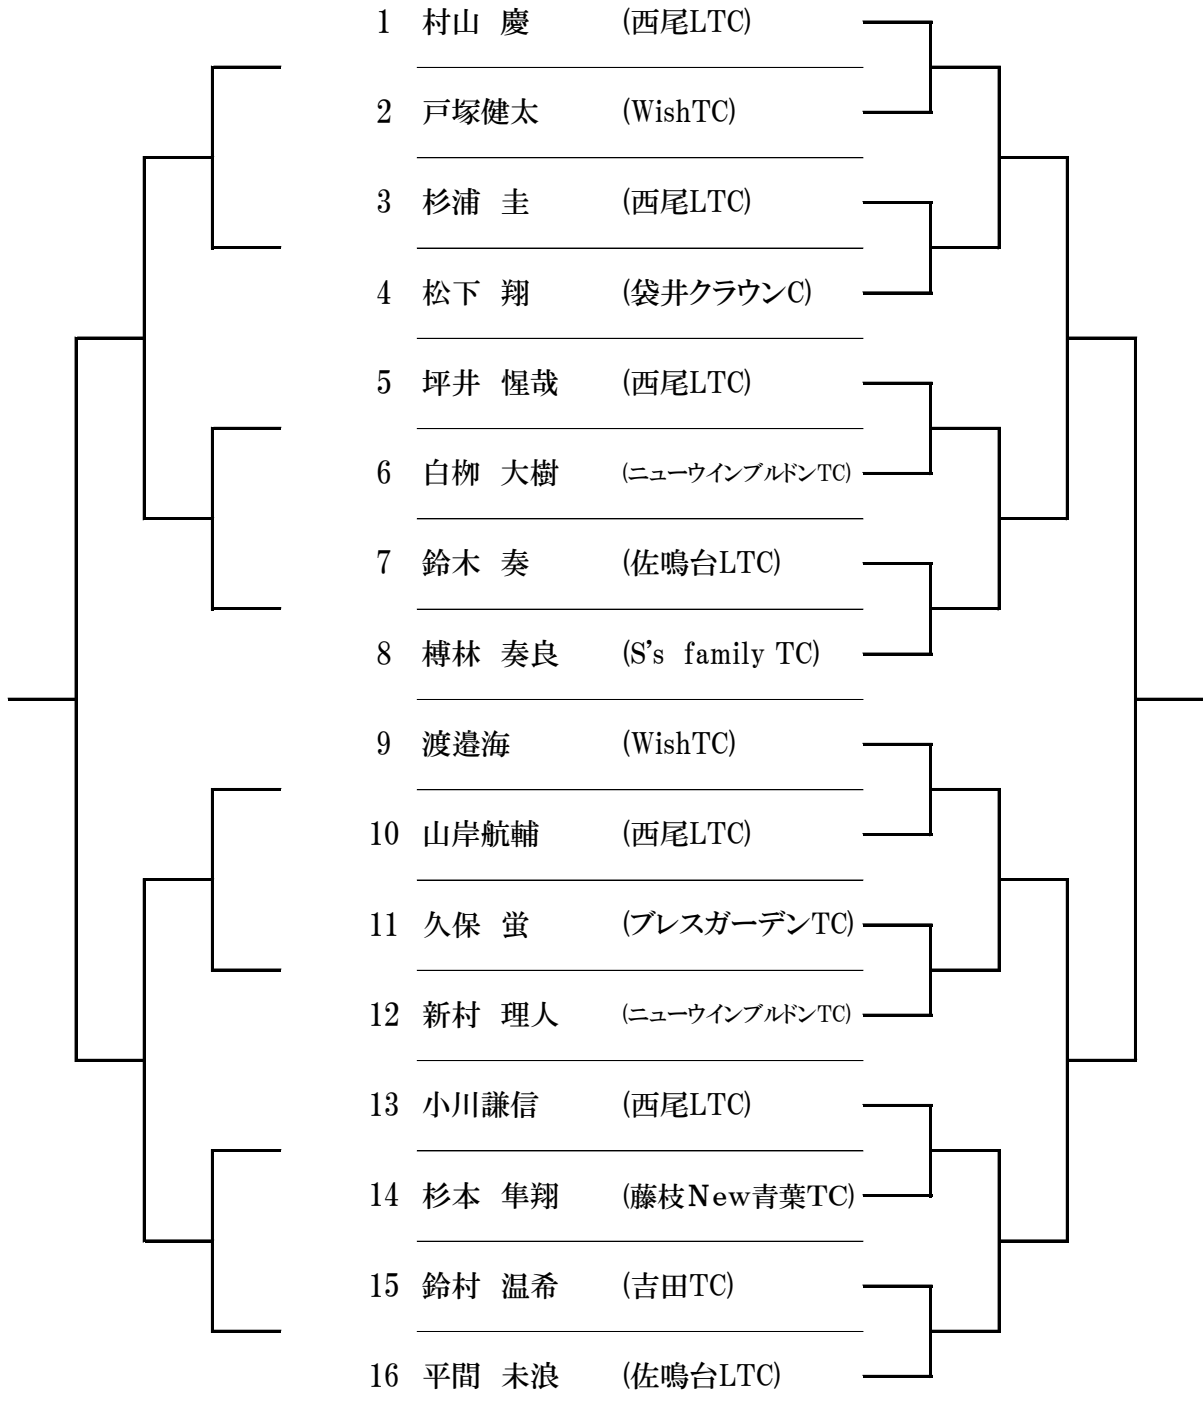 1 村山 慶 (西尾LTC)
2 戸塚健太 (WishTC)
3 杉浦 圭 (西尾LTC)
4 松下 翔 (袋井クラウンC)
5 坪井 惺哉 (西尾LTC)
6 白栁 大樹 (ニューウインブルドンTC)
7 鈴木 奏 (佐鳴台LTC)
8 榑林 奏良 (S’s family TC)
9 渡邉海 (WishTC)
10 山岸航輔 (西尾LTC)
11 久保 蛍 (ブレスガーデンTC)
12 新村 理人 (ニューウインブルドンTC)
13 小川謙信 (西尾LTC)
14 杉本 隼翔 (藤枝New青葉TC)
15 鈴村 温希 (吉田TC)
16 平間 未浪 (佐鳴台LTC)